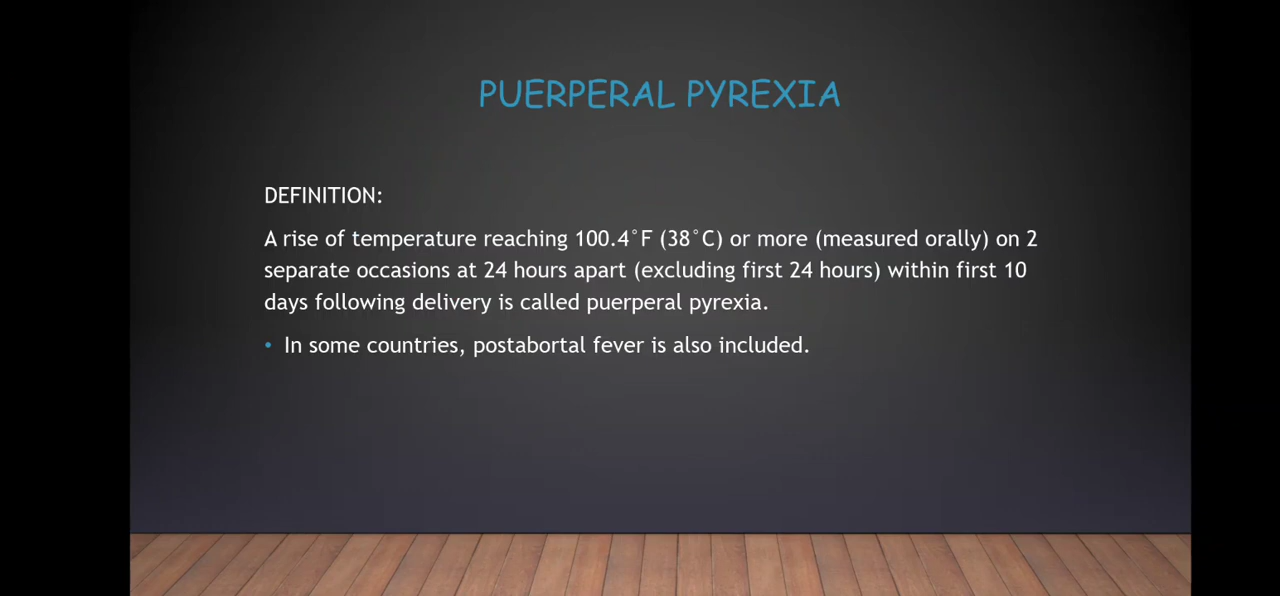 PUERPERAL PYREXIA
DEFINITION:
A rise of temperature reaching 100.4°F (38°C) or more (measured orally) on 2
separate occasions at 24 hours apart (excluding first 24 hours) within first 10
days following delivery is called puerperal pyrexia.
• In some countries, postabortal fever is also included.